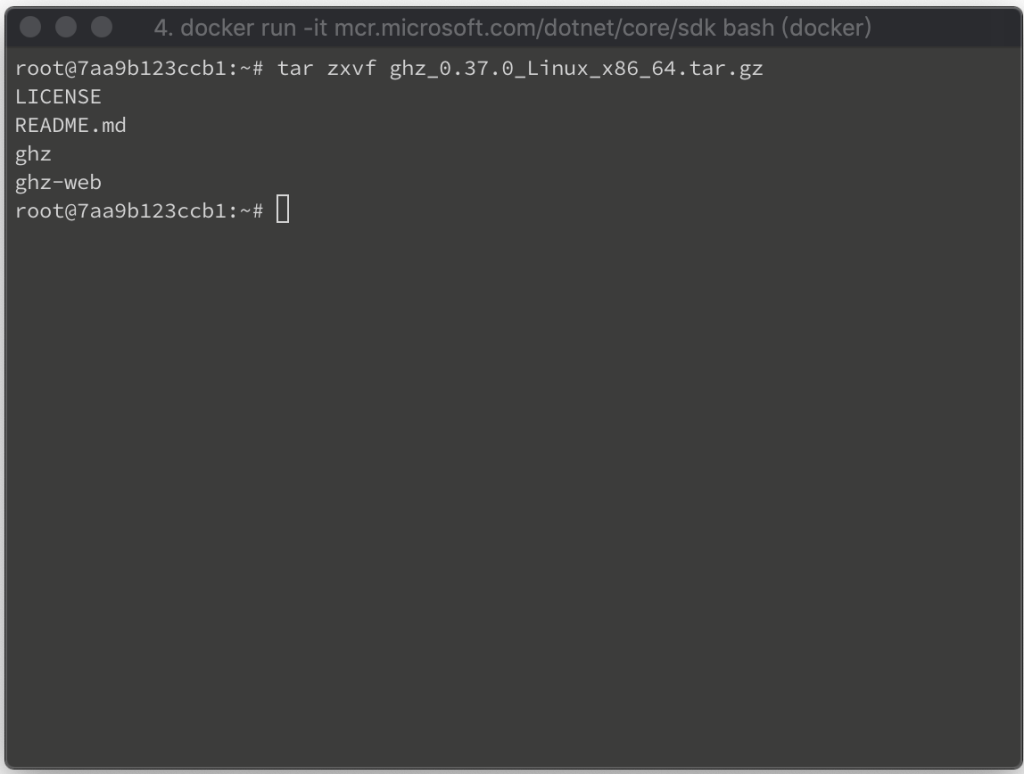 4. docker run -it mcr.microsoft.com/dotnet/core/sdk bash (docker)
root@7aa9b123ccb1:~# tar zxvf ghz_0.37.0_Linux_x86_64.tar.gz
LICENSE
README.md
ghz
ghz-web
root@7aa9b123ccb1:~#